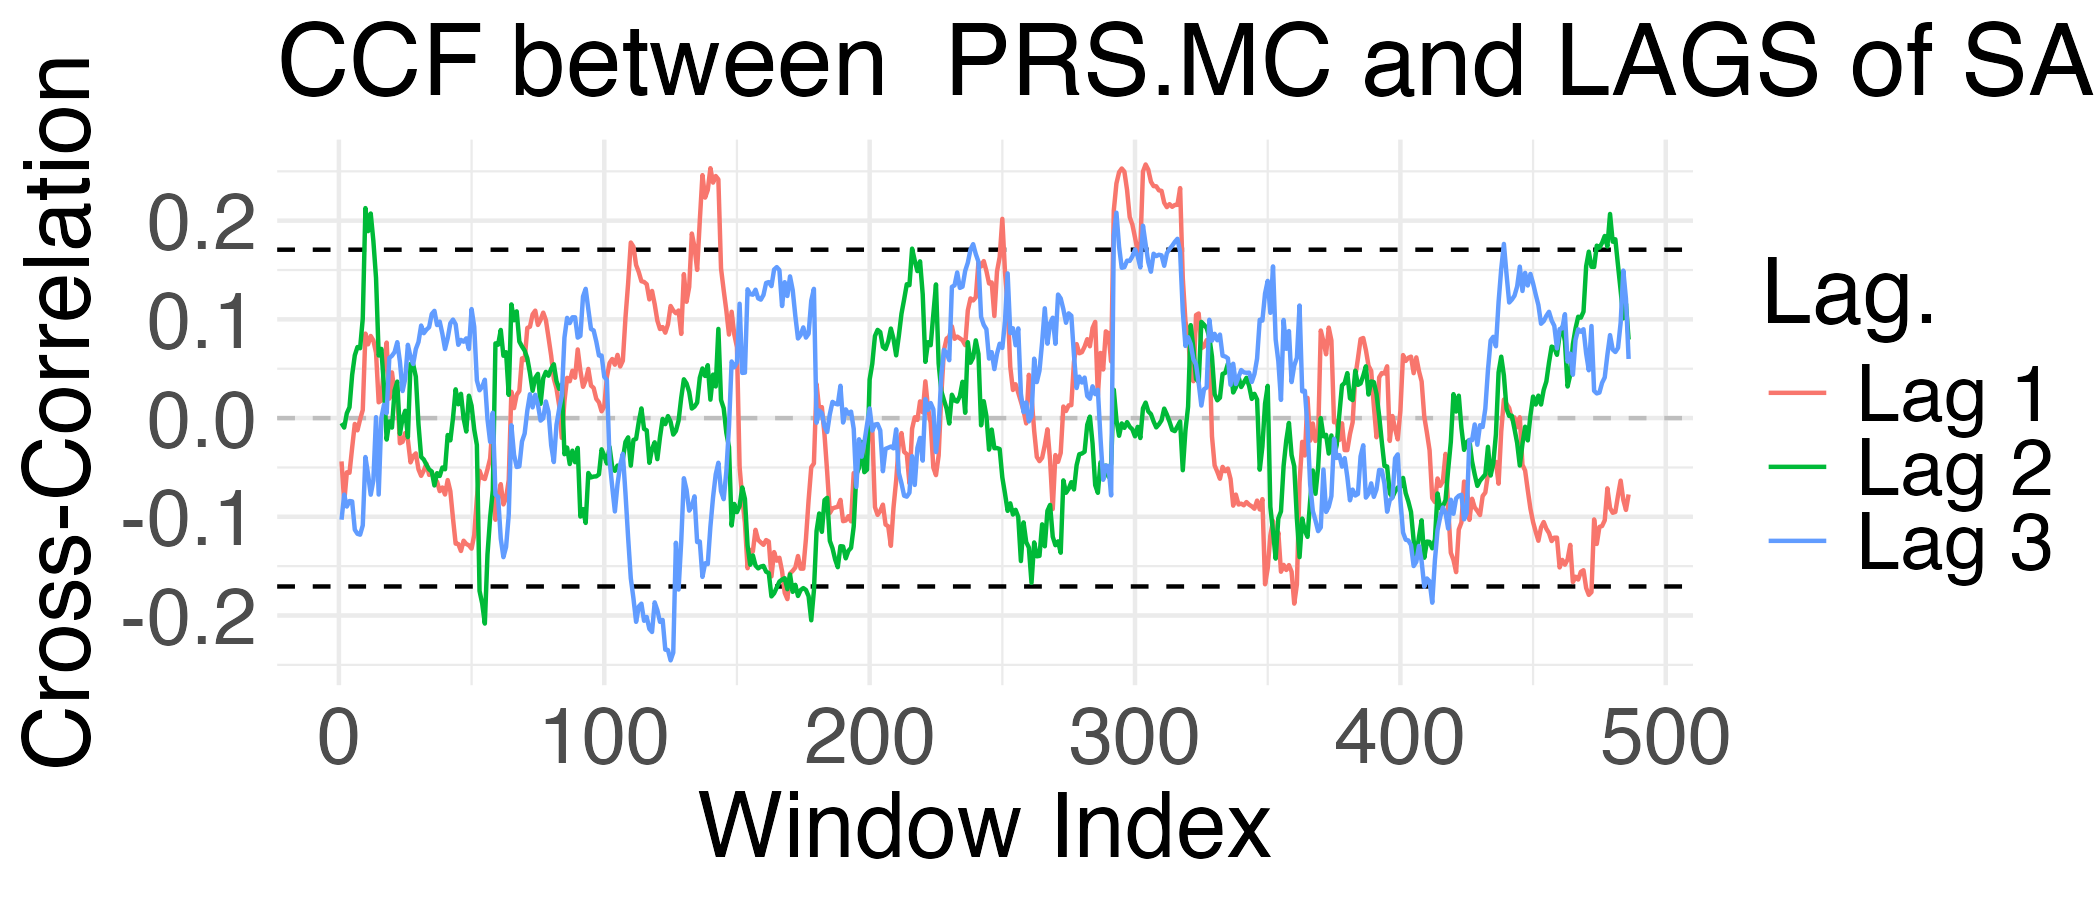 CCF between  PRS.MC and LAGS of SA
Cross-Correlation
0.2
0.1
0.0
-0.1
-0.2
0 100 200 300 400 500
Window Index
Lag.
Lag 1
Lag 2
Lag 3